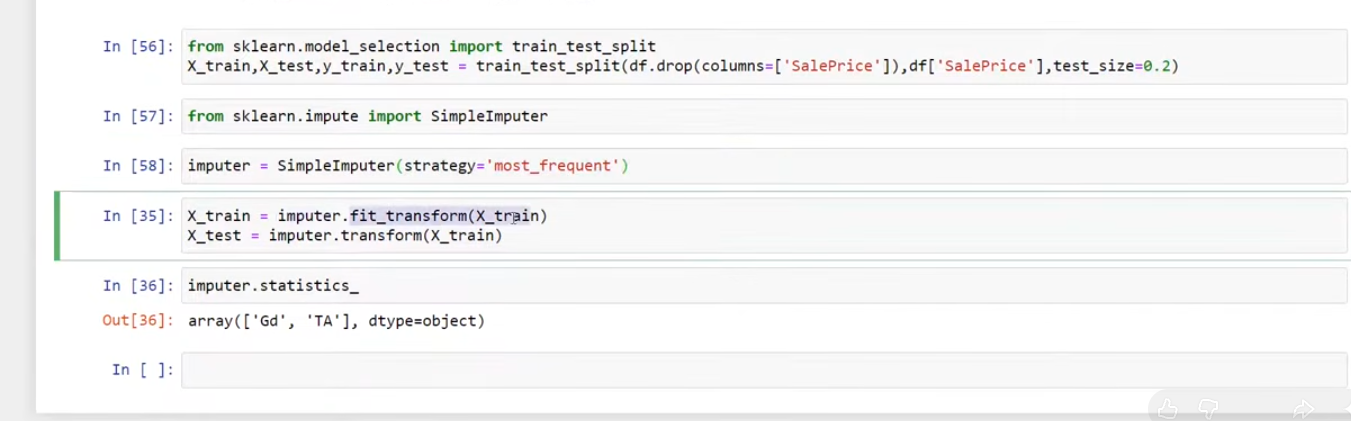 In [56]: from sklearn.model_selection import train_test_split
X_train,X_test,y_train,y_test = train_test_split(df.drop(columns=['SalePrice']),df['SalePrice'],test_size=0.2)
In [57]: from sklearn.impute import SimpleImputer
In [58]: imputer = SimpleImputer(strategy='most_frequent')
In [35]: X_train = imputer.fit_transform(X_train)
X_test = imputer.transform(X_train)
In [36]: imputer.statistics_
Out[36]: array(['Gd', 'TA'], dtype=object)
In [ ]: